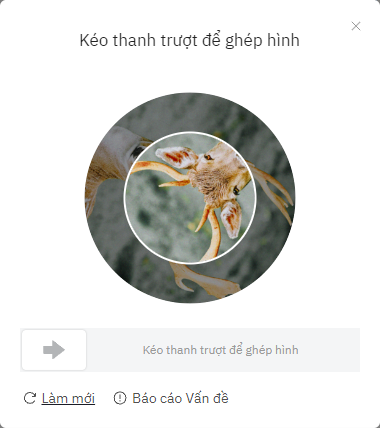 Kéo thanh trượt để ghép hình
Kéo thanh trượt để ghép hình
Làm mới
Báo cáo Vấn đề